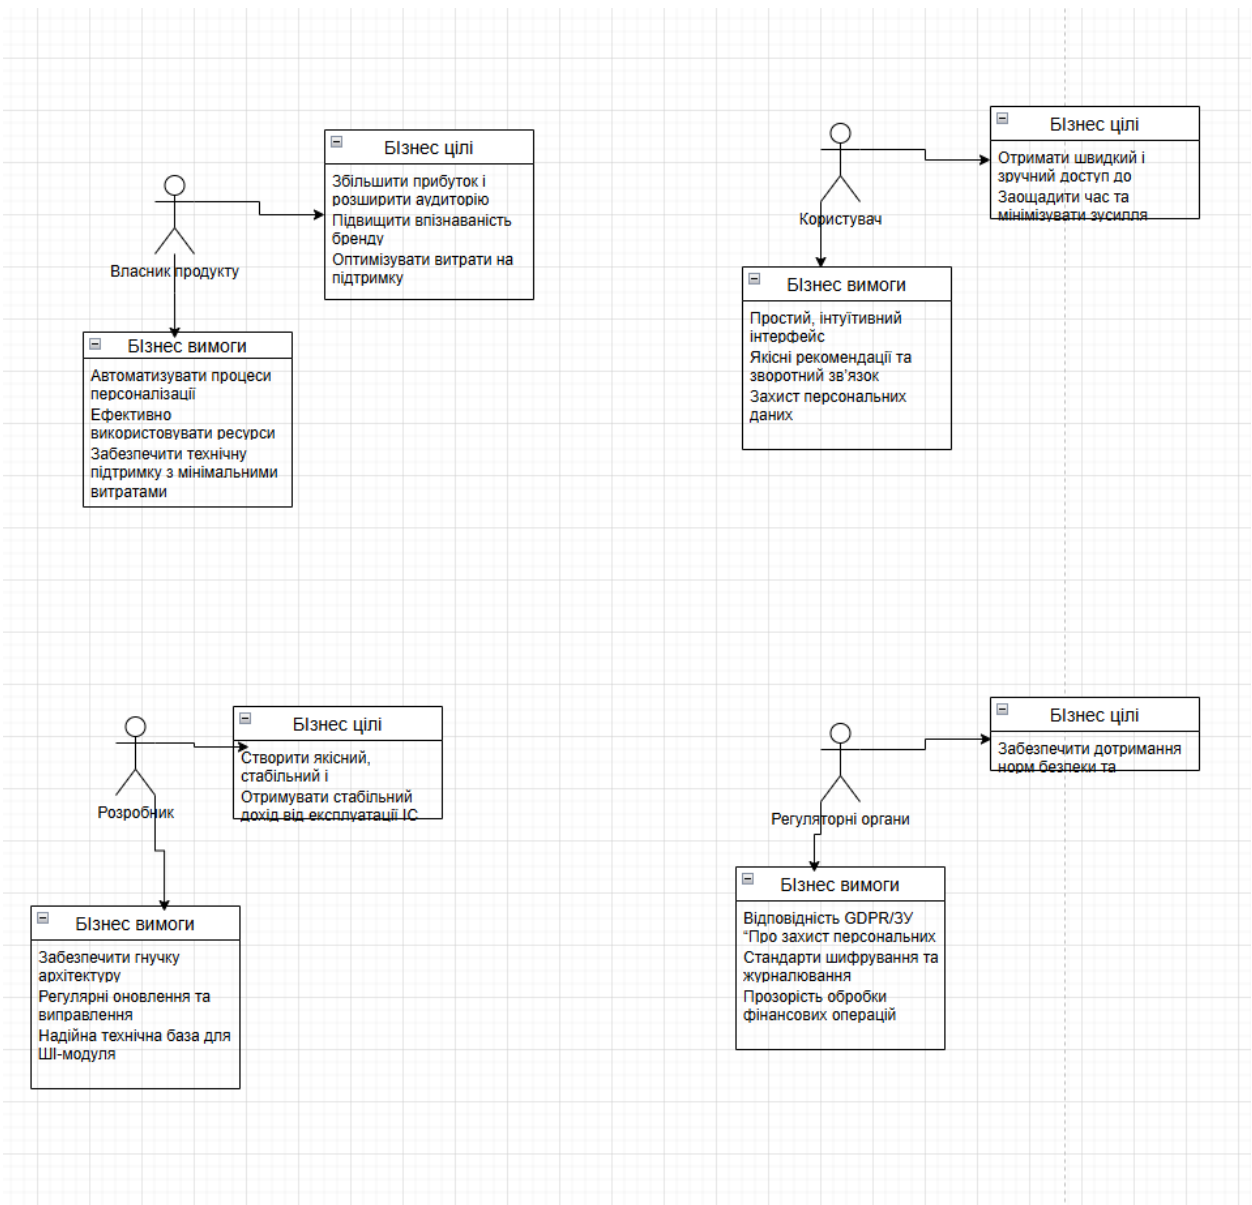 БІзнес цілі
Збільшити прибуток і
розширити аудиторію
Підвищити впізнаваність
бренду
Оптимізувати витрати на
підтримку
Власник продукту
БІзнес вимоги
Автоматизувати процеси
персоналізації
Ефективно
використовувати ресурси
Забезпечити технічну
підтримку з мінімальними
витратами
БІзнес цілі
Отримати швидкий і
зручний доступ до
Заощадити час та
мінімізувати зусилля
Користувач
БІзнес вимоги
Простий, інтуїтивний
інтерфейс
Якісні рекомендації та
зворотний зв'язок
Захист персональних
даних
БІзнес цілі
Створити якісний,
стабільний і
Отримувати стабільний
дохід від експлуатації ІС
Розробник
БІзнес вимоги
Забезпечити гнучку
архітектуру
Регулярні оновлення та
виправлення
Надійна технічна база для
ШІ-модуля
БІзнес цілі
Забезпечити дотримання
норм безпеки та
Регуляторні органи
БІзнес вимоги
Відповідність GDPR/ЗУ
“Про захист персональних
Стандарти шифрування та
журналювання
Прозорість обробки
фінансових операцій